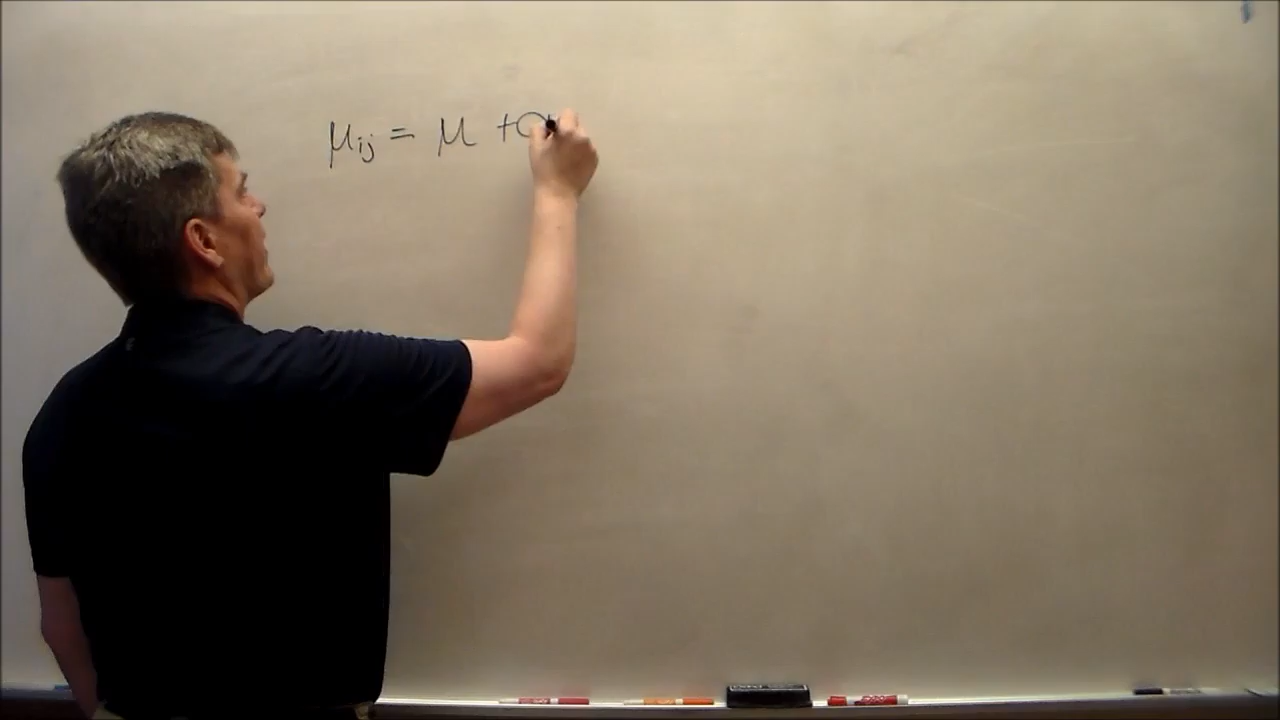 μij = μ + α